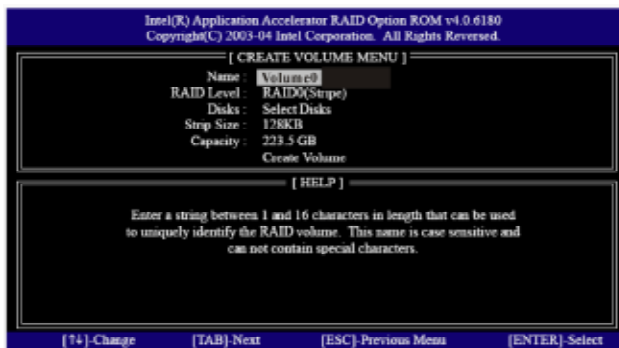 Intel(R) Application Accelerator RAID Option ROM v4.0.6180
Copyright(C) 2003-04 Intel Corporation. All Rights Reversed.
[ CREATE VOLUME MENU ]
Name : Volume0
RAID Level : RAID0(Stripe)
Disks : Select Disks
Strip Size : 128KB
Capacity : 223.5 GB
Create Volume
[ HELP ]
Enter a string between 1 and 16 characters in length that can be used
to uniquely identify the RAID volume. This name is case sensitive and
can not contain special characters.
[↑↓]-Change [TAB]-Next [ESC]-Previous Menu [ENTER]-Select